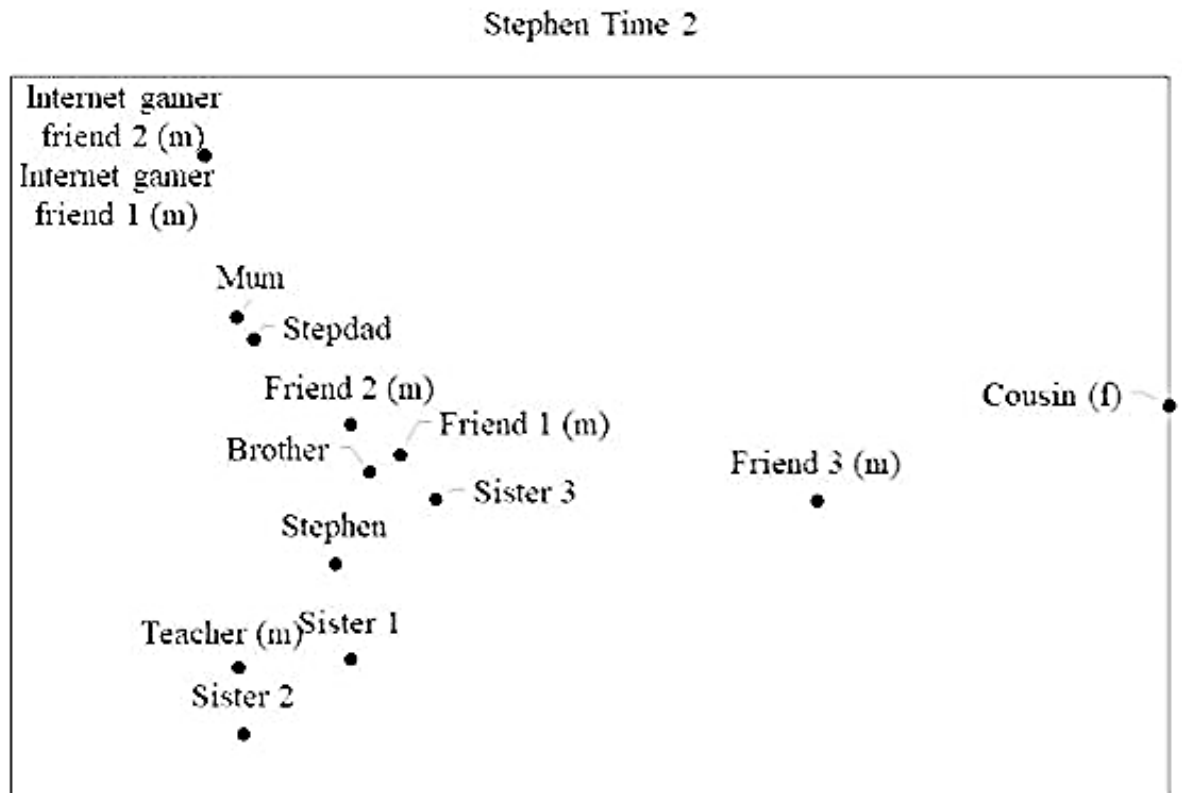 Stephen Time 2
Internet gamer
friend 2 (m)
Internet gamer
friend 1 (m)
Mum
Stepdad
Friend 2 (m)
Cousin (f)
Friend 1 (m)
Brother
Friend 3 (m)
Sister 3
Stephen
Sister 1
Teacher (m)
Sister 2